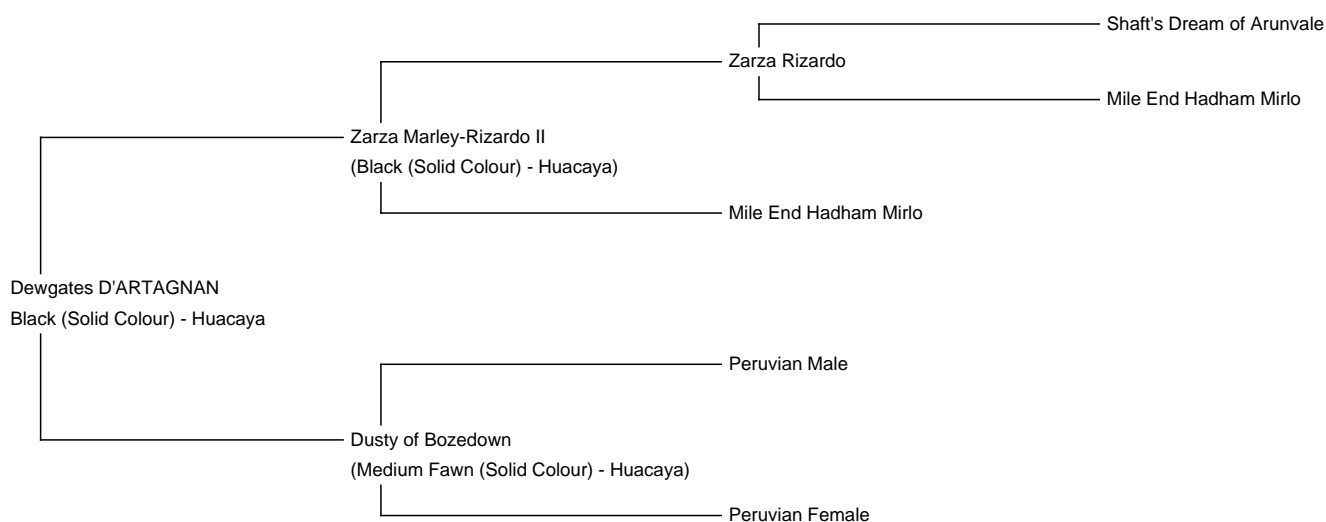 Shaft's Dream of Arunvale
Zarza Rizardo
Mile End Hadham Mirlo
Zarza Marley-Rizardo II
(Black (Solid Colour) - Huacaya)
Mile End Hadham Mirlo
Dewgates D'ARTAGNAN
Black (Solid Colour) - Huacaya
Peruvian Male
Dusty of Bozedown
(Medium Fawn (Solid Colour) - Huacaya)
Peruvian Female